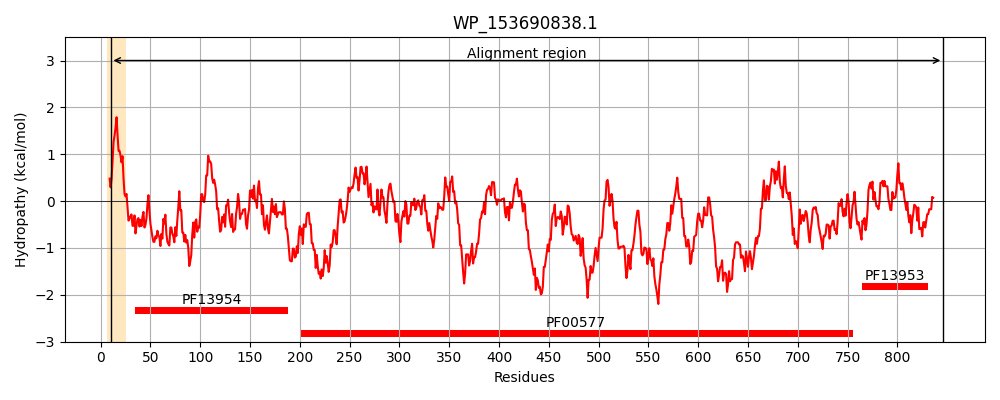 WP_153690838.1
Alignment region
Hydropathy (kcal/mol)
3
2
1
0
−1
−2
−3
PF13953
PF13954
PF00577
0 50 100 150 200 250 300 350 400 450 500 550 600 650 700 750 800
Residues